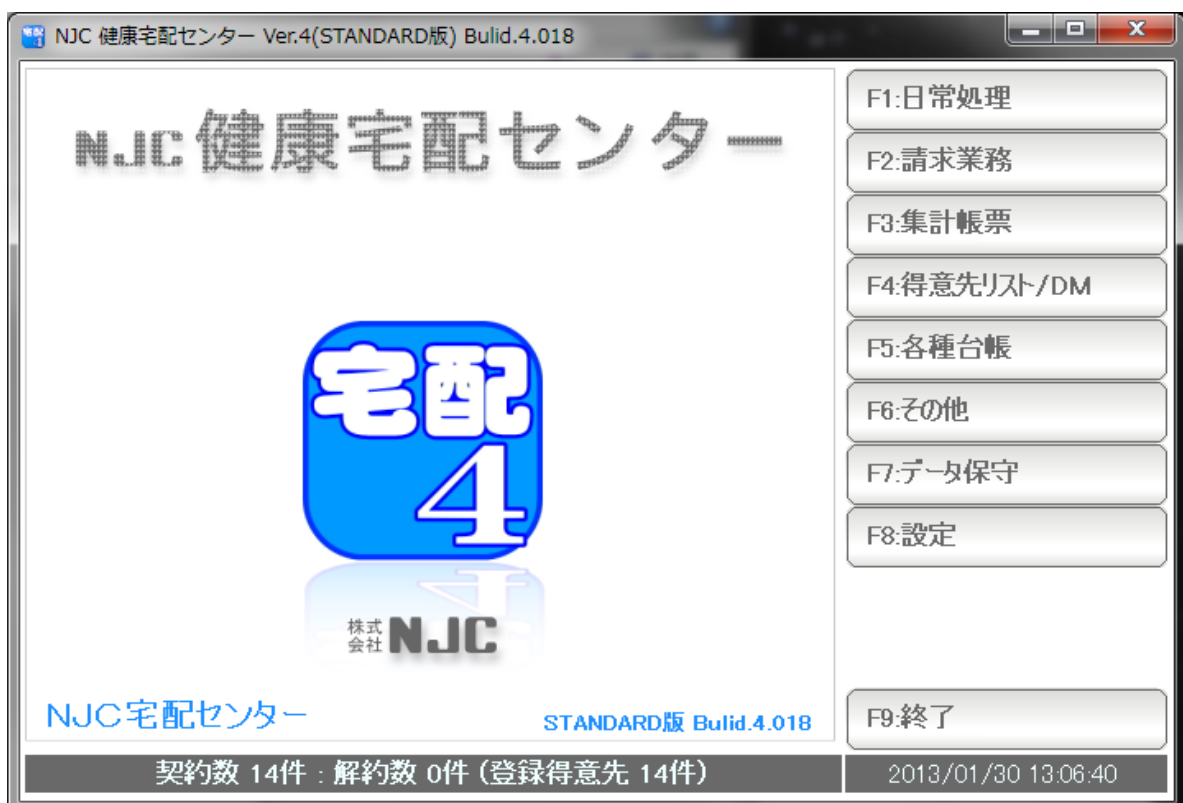 NJC 健康宅配センター Ver.4(STANDARD版) Bulid.4.018
NJC 健康宅配センター
宅配
4
株式会社 NJC
NJC宅配センター
STANDARD版 Bulid.4.018
F1:日常処理
F2:請求業務
F3:集計帳票
F4:得意先リスト/DM
F5:各種台帳
F6:その他
F7:データ保守
F8:設定
F9:終了
契約数 14件 : 解約数 0件 (登録得意先 14件)
2013/01/30 13:06:40